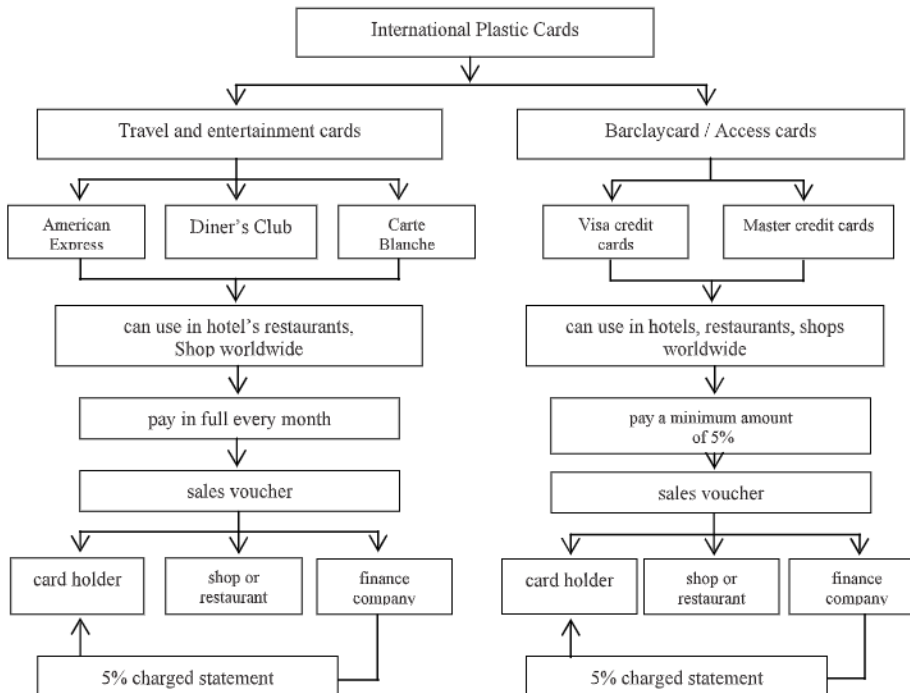 International Plastic Cards
Travel and entertainment cards
Barclaycard / Access cards
American
Express
Diner's Club
Carte
Blanche
Visa credit
cards
Master credit cards
can use in hotel's restaurants,
Shop worldwide
can use in hotels, restaurants, shops
worldwide
pay in full every month
pay a minimum amount
of 5%
sales voucher
sales voucher
card holder
shop or
restaurant
finance
company
card holder
shop or
restaurant
finance
company
5% charged statement
5% charged statement